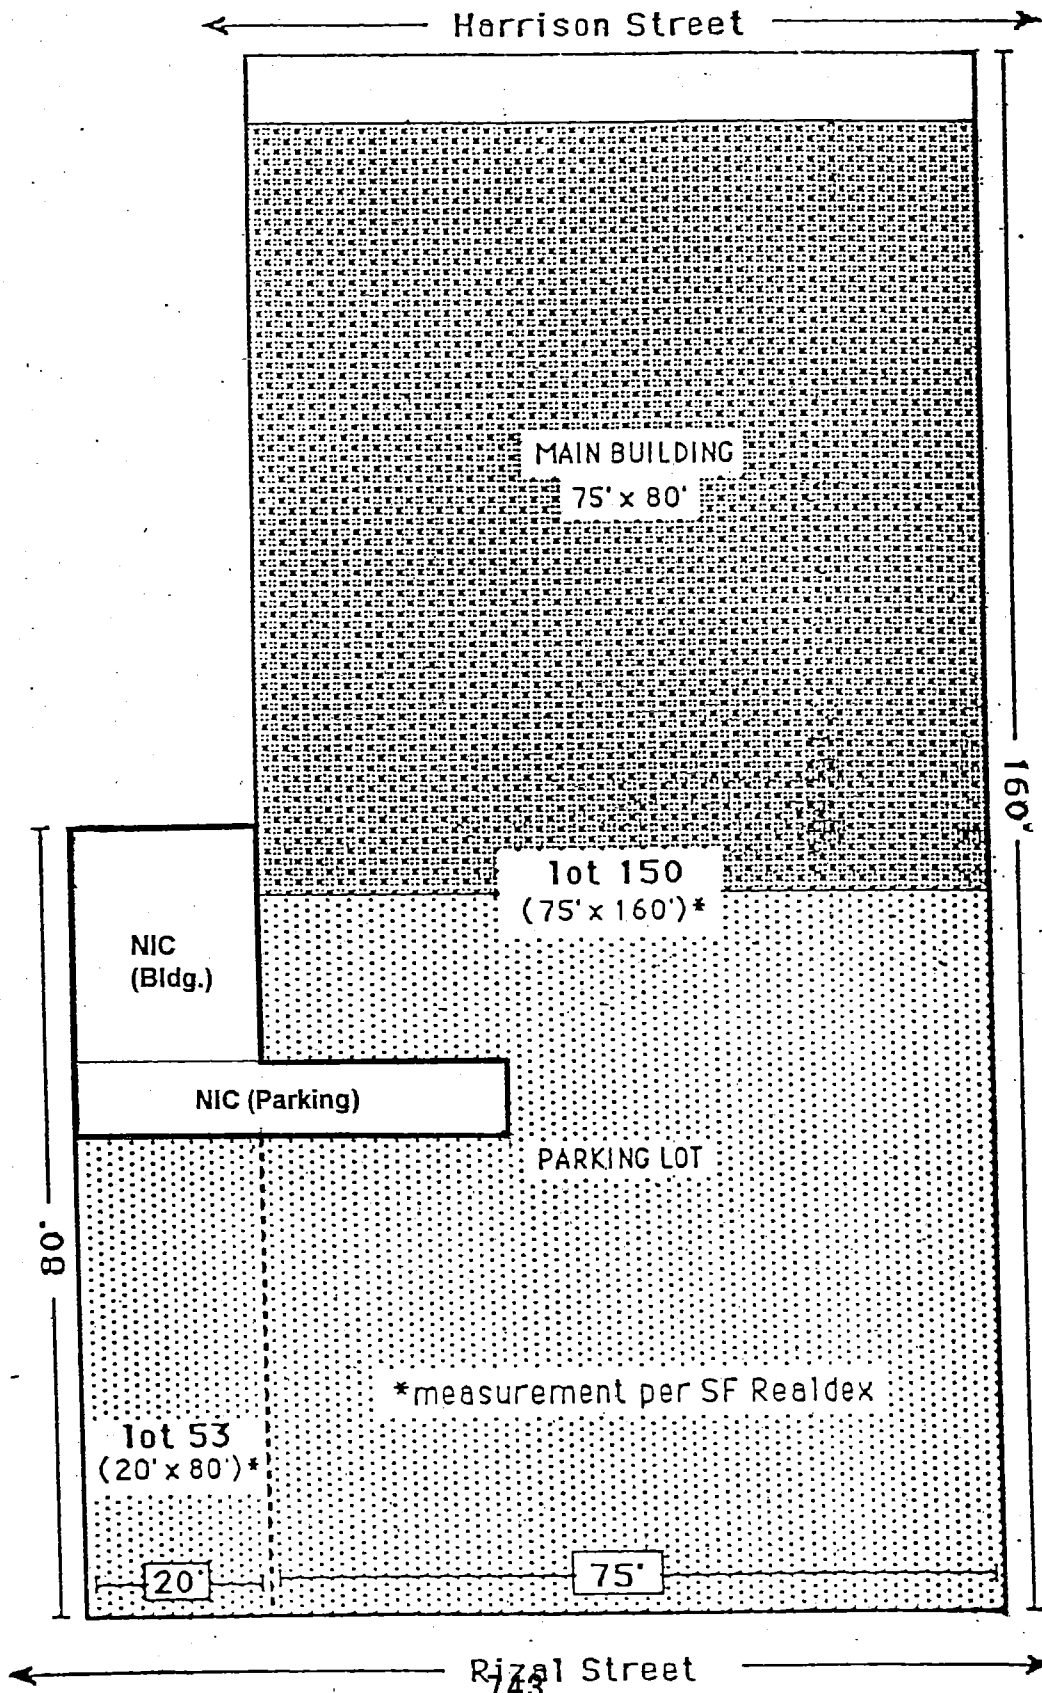 Harrison Street
MAIN BUILDING
75' x 80'
160'
lot 150
(75' x 160')*
NIC
(Bldg.)
NIC (Parking)
PARKING LOT
80'
*measurement per SF Realdex
lot 53
(20' x 80')*
20'
75'
Rizal Street
743